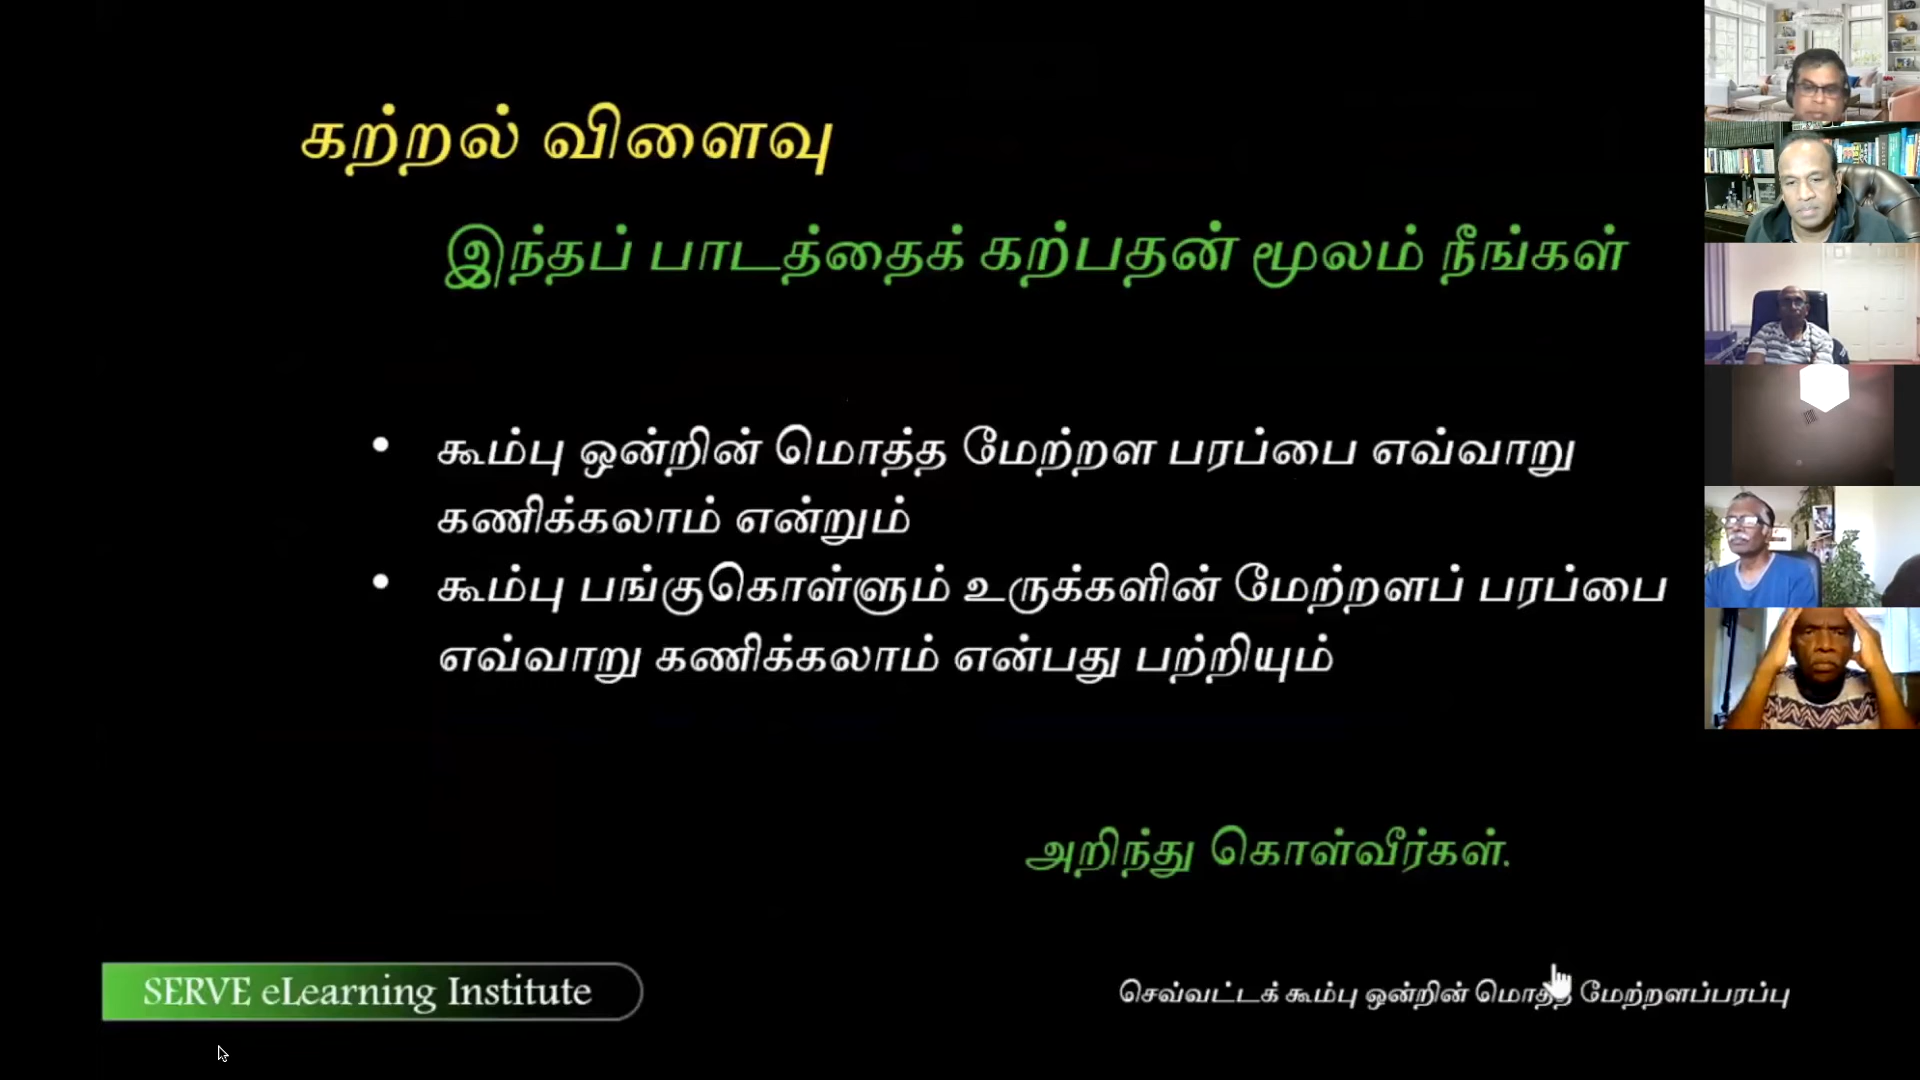 கற்றல் விளைவு
இந்தப் பாடத்தைக் கற்பதன் மூலம் நீங்கள்
• கூம்பு ஒன்றின் மொத்த மேற்றள பரப்பை எவ்வாறு
கணிக்கலாம் என்றும்
• கூம்பு பங்குகொள்ளும் உருக்களின் மேற்றளப் பரப்பை
எவ்வாறு கணிக்கலாம் என்பது பற்றியும்
அறிந்து கொள்வீர்கள்.
SERVE eLearning Institute
செவ்வட்டக் கூம்பு ஒன்றின் மொத்த மேற்றளப்பரப்பு